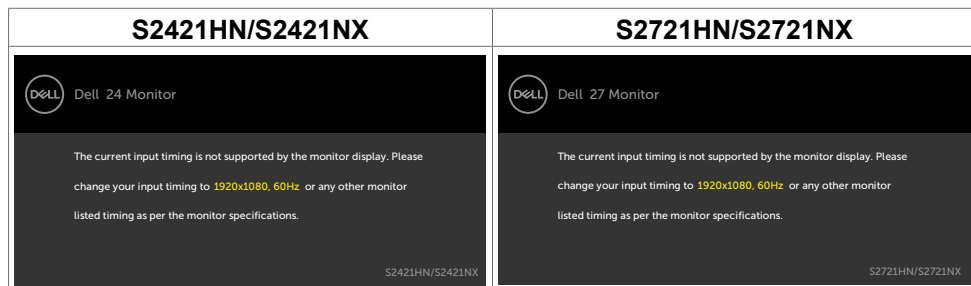 S2421HN/S2421NX
S2721HN/S2721NX
DELL Dell 24 Monitor
The current input timing is not supported by the monitor display. Please
change your input timing to 1920x1080, 60Hz or any other monitor
listed timing as per the monitor specifications.
S2421HN/S2421NX
DELL Dell 27 Monitor
The current input timing is not supported by the monitor display. Please
change your input timing to 1920x1080, 60Hz or any other monitor
listed timing as per the monitor specifications.
S2721HN/S2721NX